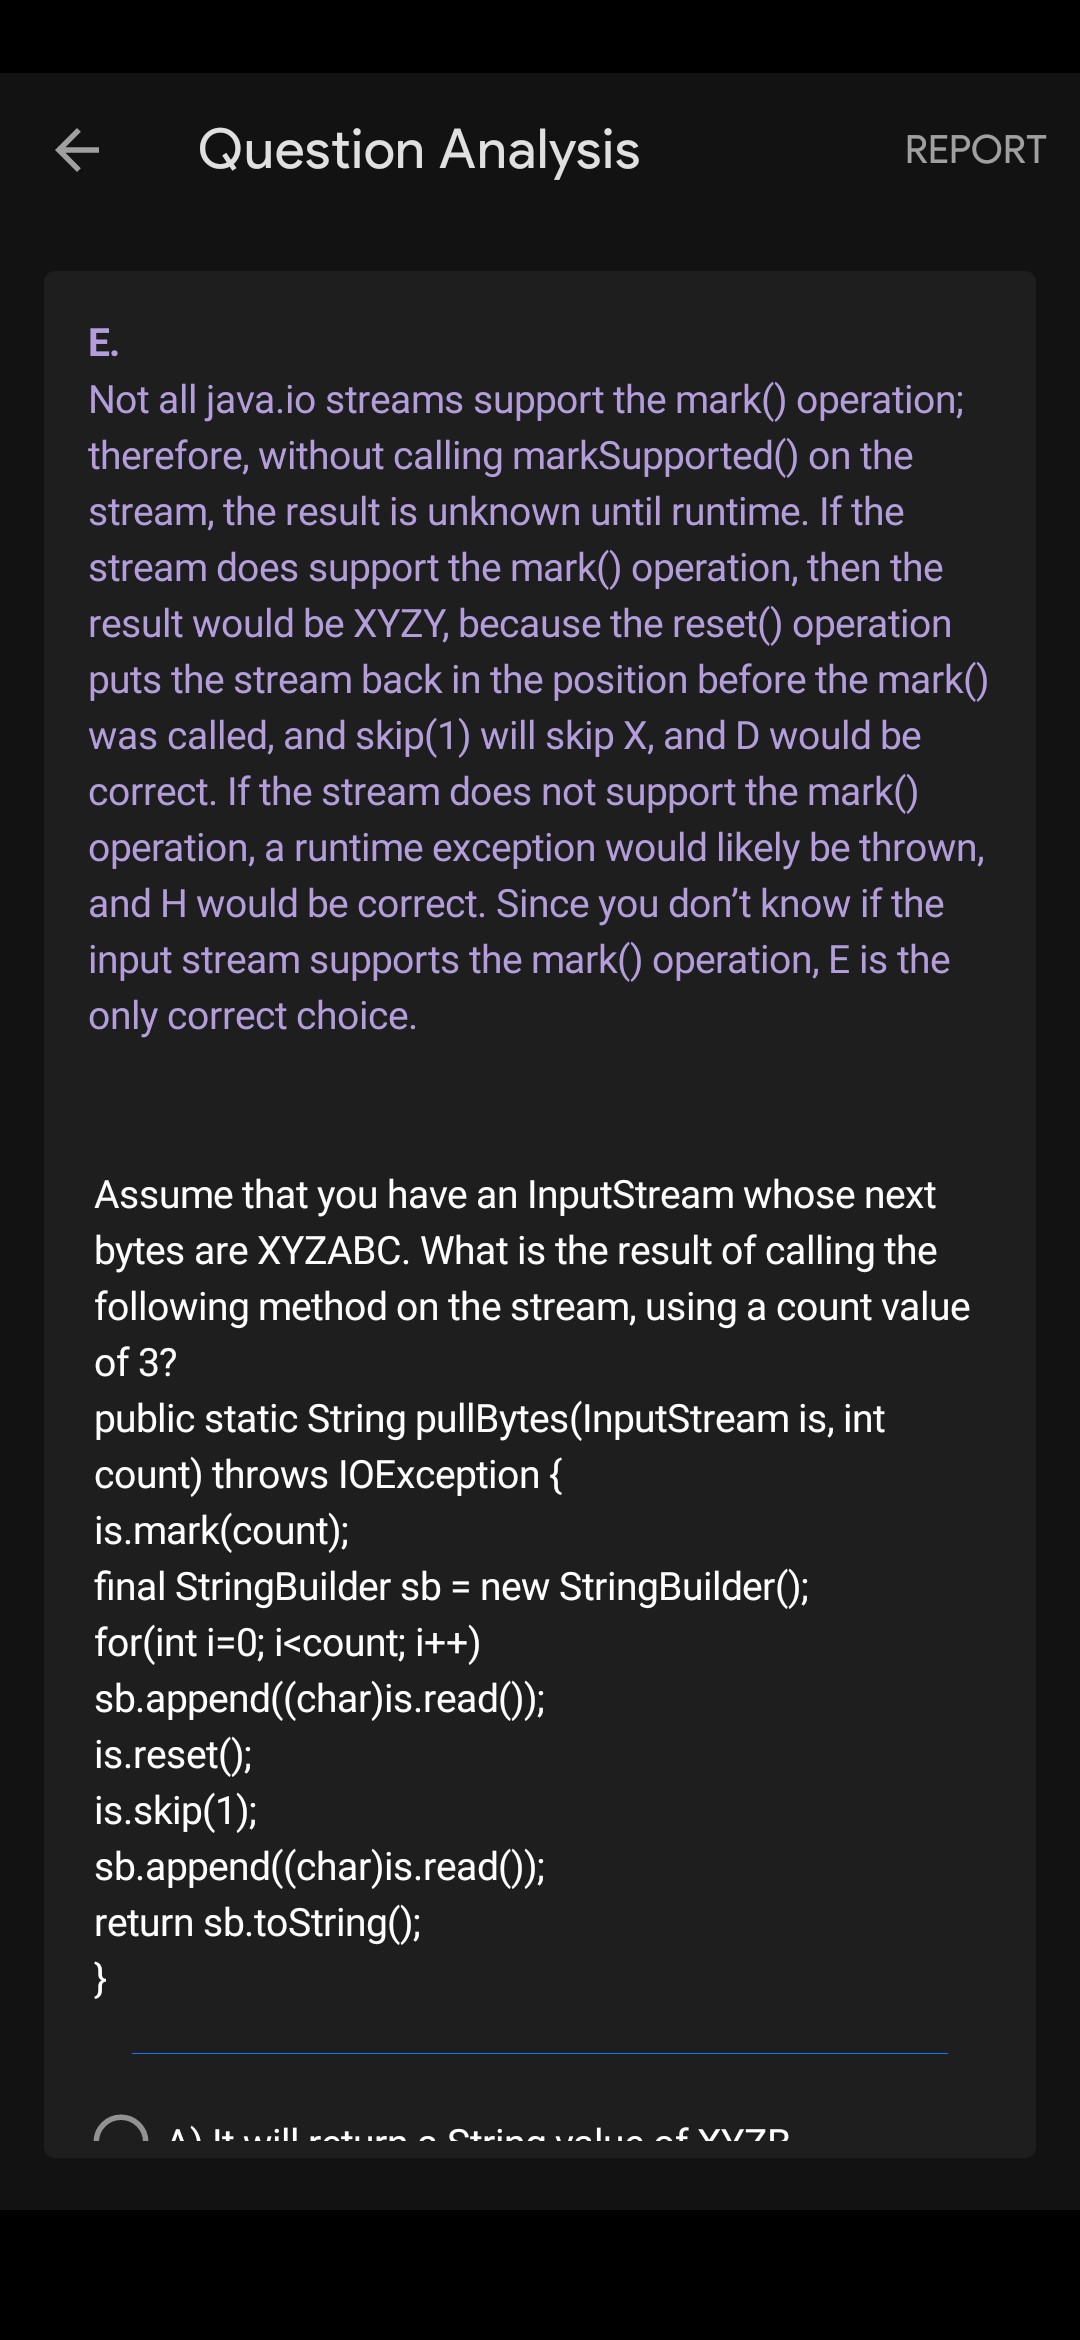 Question Analysis
REPORT
E.
Not all java.io streams support the mark() operation;
therefore, without calling markSupported() on the
stream, the result is unknown until runtime. If the
stream does support the mark() operation, then the
result would be XYZY, because the reset() operation
puts the stream back in the position before the mark()
was called, and skip(1) will skip X, and D would be
correct. If the stream does not support the mark()
operation, a runtime exception would likely be thrown,
and H would be correct. Since you don’t know if the
input stream supports the mark() operation, E is the
only correct choice.
Assume that you have an InputStream whose next
bytes are XYZABC. What is the result of calling the
following method on the stream, using a count value
of 3?
public static String pullBytes(InputStream is, int
count) throws IOException {
is.mark(count);
final StringBuilder sb = new StringBuilder();
for(int i=0; i<count; i++)
sb.append((char)is.read());
is.reset();
is.skip(1);
sb.append((char)is.read());
return sb.toString();
}
A) It will return a String value of